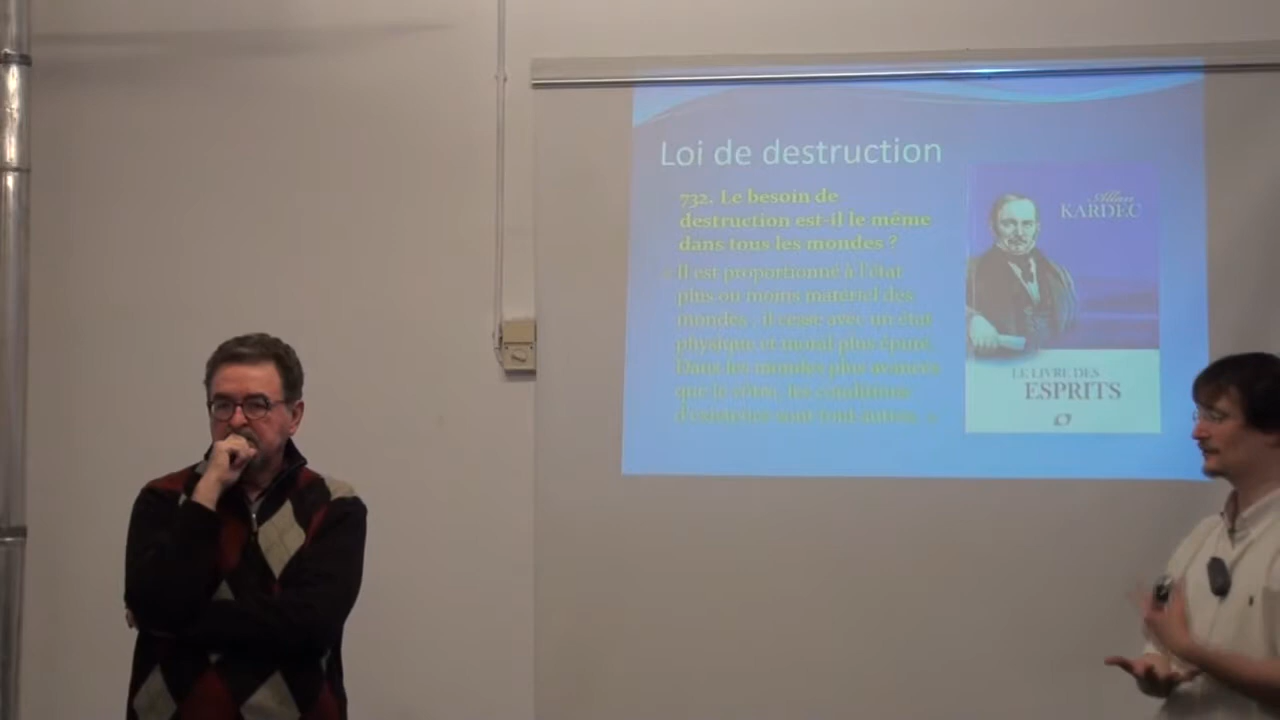 Loi de destruction
732. Le besoin de
destruction est-il le même
dans tous les mondes ?
Il est proportionné à l'état
plus ou moins matériel des
mondes ; il cesse avec un état
physique et moral plus épuré.
Dans les mondes plus avancés
que le vôtre, les conditions
d'existence sont tout autres. »
Allan
KARDEC
LE LIVRE DES
ESPRITS